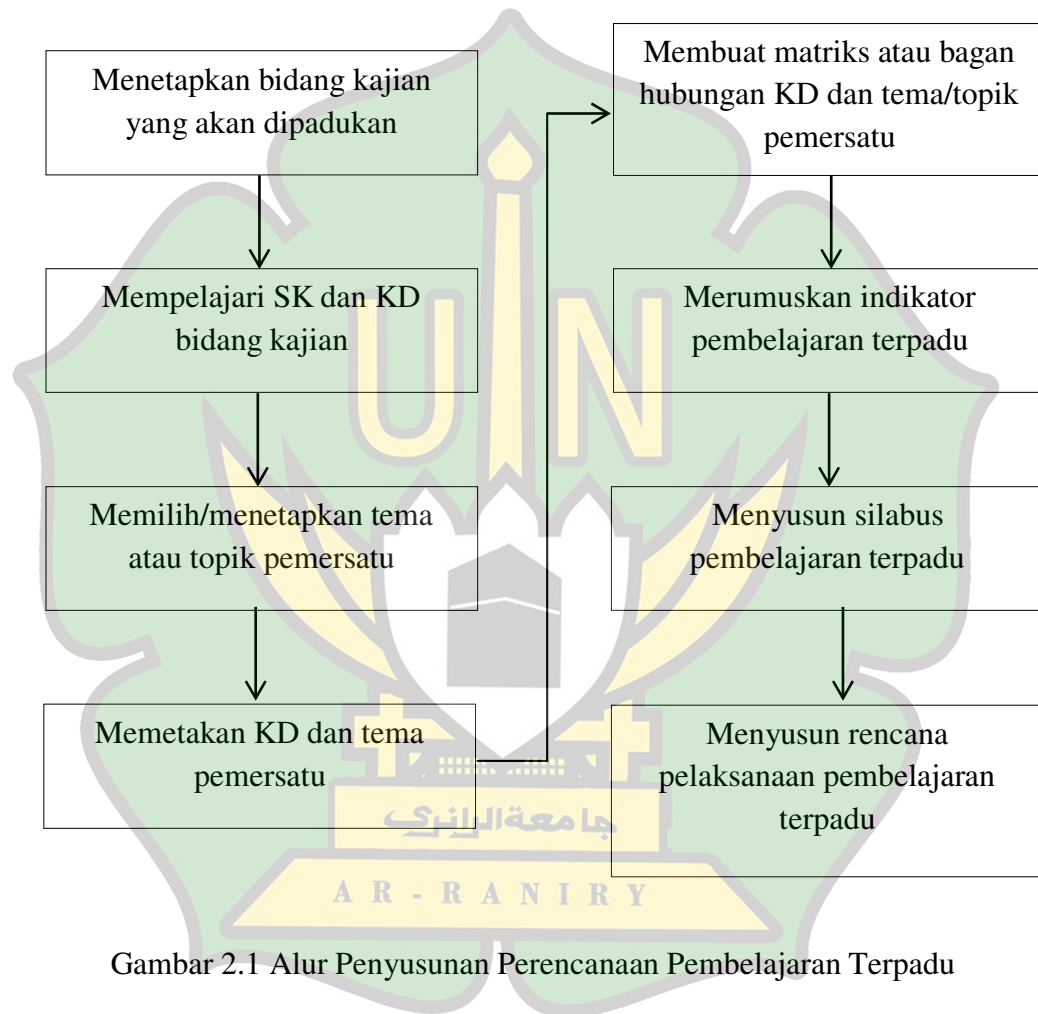 Menetapkan bidang kajian
yang akan dipadukan
Mempelajari SK dan KD
bidang kajian
Memilih/menetapkan tema
atau topik pemersatu
Memetakan KD dan tema
pemersatu
Membuat matriks atau bagan
hubungan KD dan tema/topik
pemersatu
Merumuskan indikator
pembelajaran terpadu
Menyusun silabus
pembelajaran terpadu
Menyusun rencana
pelaksanaan pembelajaran
terpadu
UIN
جامعة الرانري
AR-RANIRY
Gambar 2.1 Alur Penyusunan Perencanaan Pembelajaran Terpadu